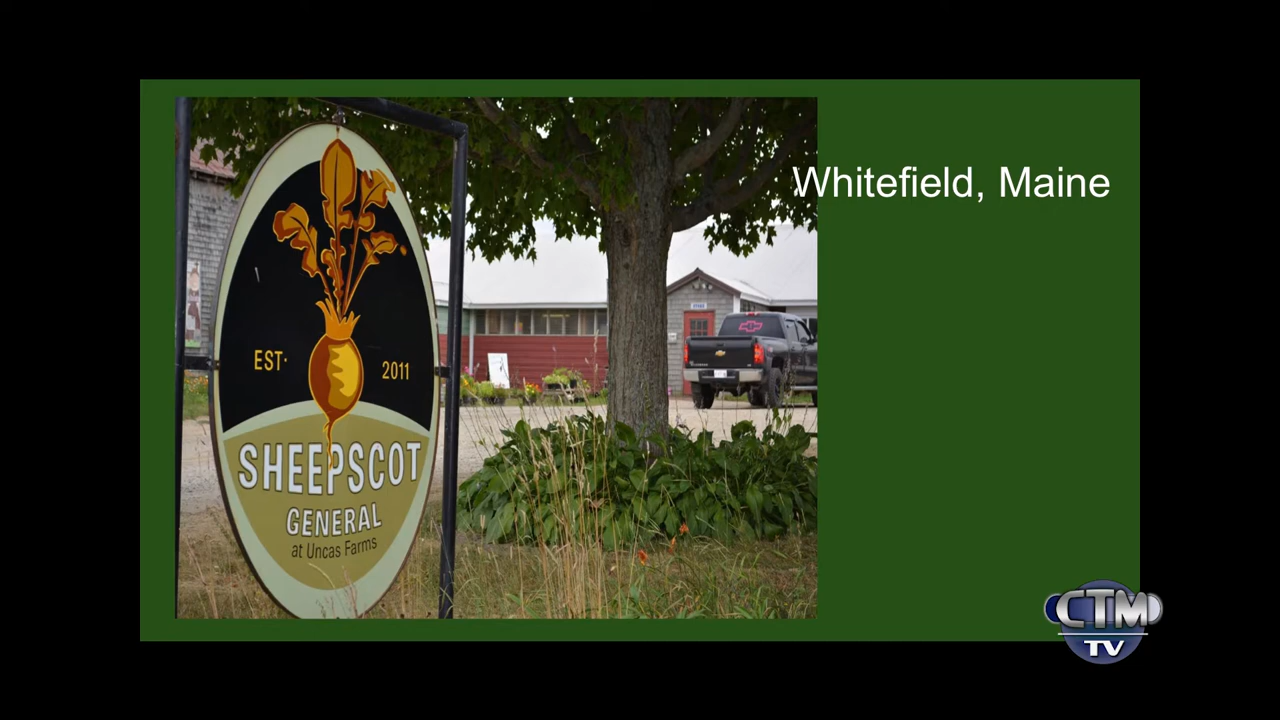 Whitefield, Maine
EST· 2011
SHEEPSCOT
GENERAL
at Uncas Farms
CTM
TV